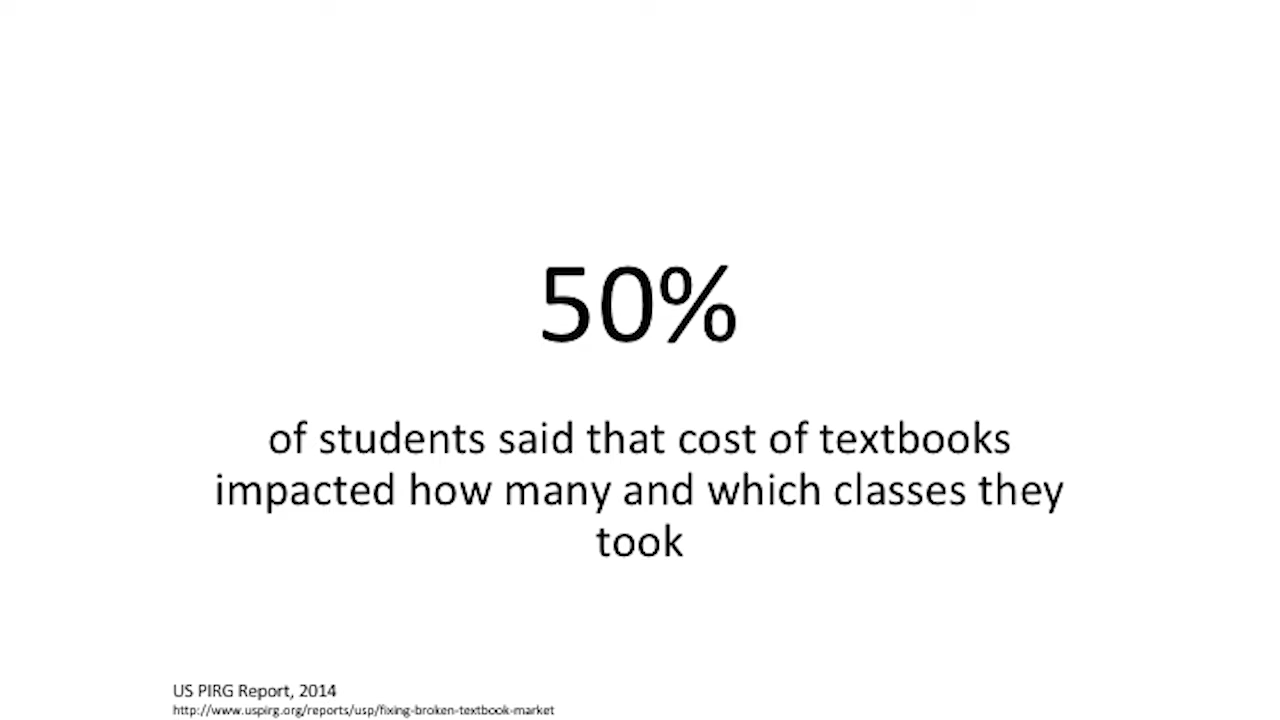 50%
of students said that cost of textbooks
impacted how many and which classes they
took
US PIRG Report, 2014
http://www.uspirg.org/reports/usp/fixing-broken-textbook-market